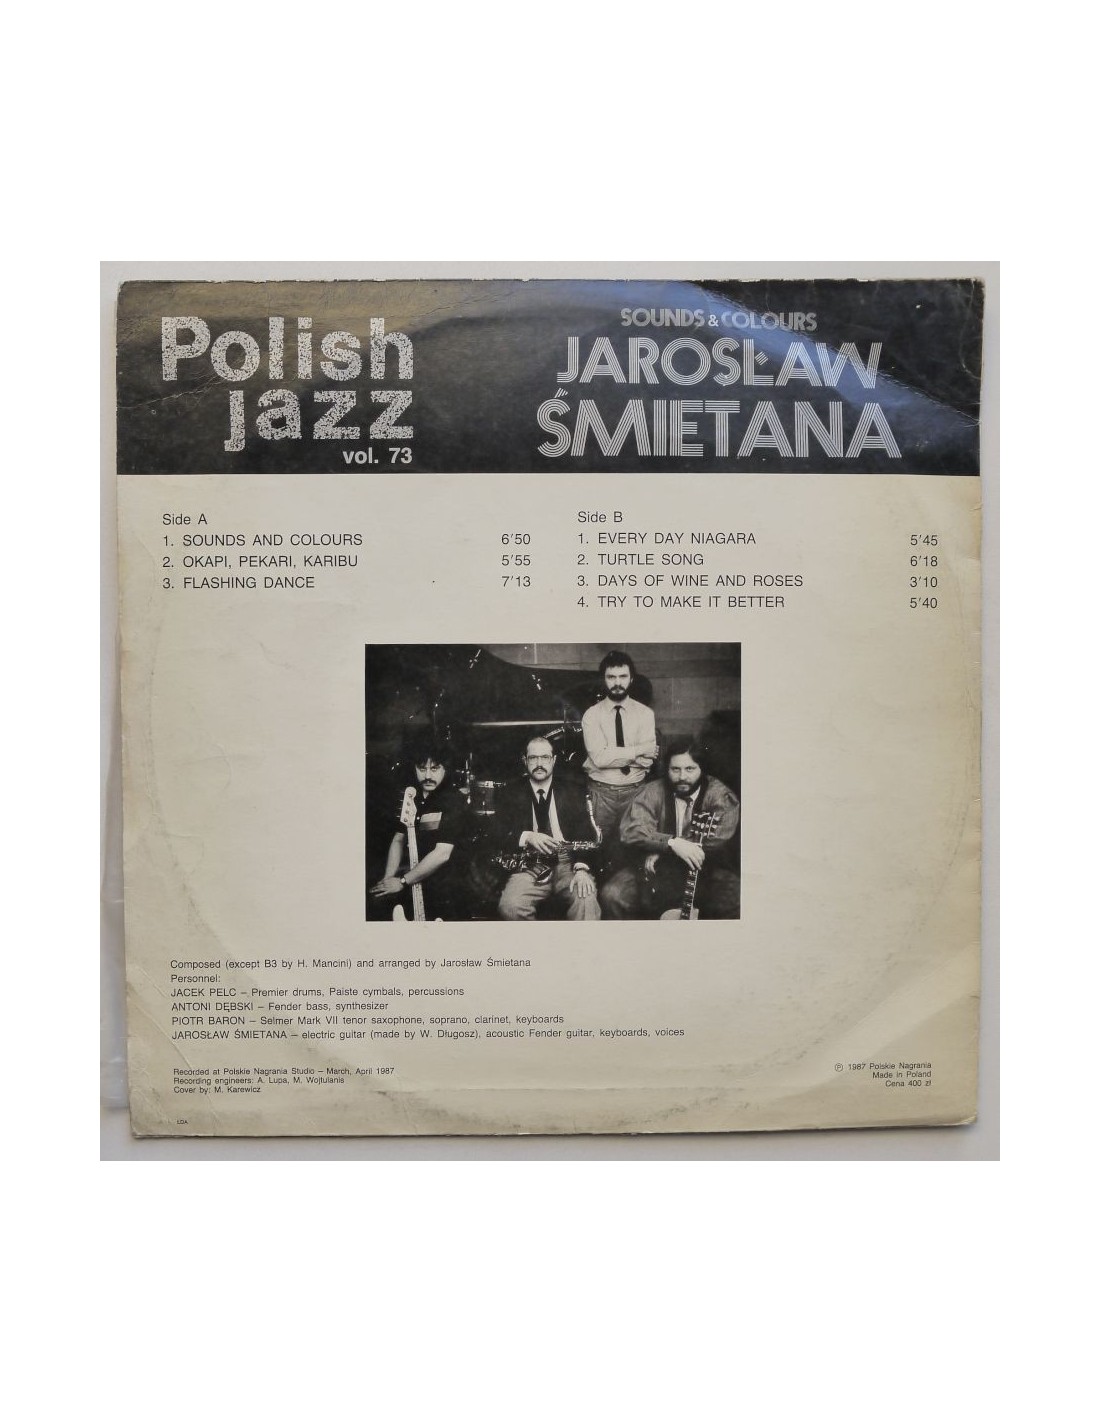 Polish
jazz
vol. 73
SOUNDS & COLOURS
JAROSŁAW
ŚMIETANA
Side A
1. SOUNDS AND COLOURS 6'50
2. OKAPI, PEKARI, KARIBU 5'55
3. FLASHING DANCE 7'13
Side B
1. EVERY DAY NIAGARA 5'45
2. TURTLE SONG 6'18
3. DAYS OF WINE AND ROSES 3'10
4. TRY TO MAKE IT BETTER 5'40
Composed (except B3 by H. Mancini) and arranged by Jarosław Śmietana
Personnel:
JACEK PELC – Premier drums, Paiste cymbals, percussions
ANTONI DĘBSKI – Fender bass, synthesizer
PIOTR BARON – Selmer Mark VII tenor saxophone, soprano, clarinet, keyboards
JAROSŁAW ŚMIETANA – electric guitar (made by W. Długosz), acoustic Fender guitar, keyboards, voices
Recorded at Polskie Nagrania Studio – March, April 1987
Recording engineers: A. Lupa, M. Wojtulanis
Cover by: M. Karewicz
℗ 1987 Polskie Nagrania
Made in Poland
Cena 400 zł